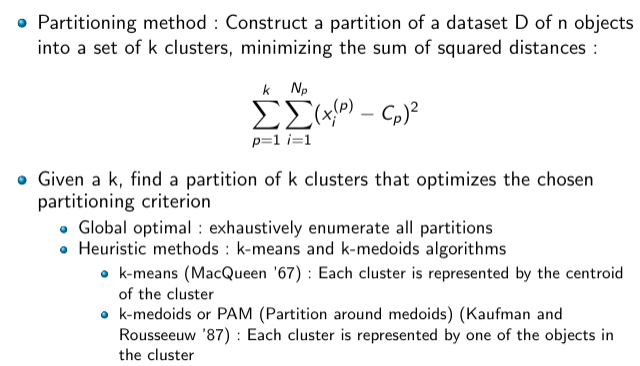 Partitioning method : Construct a partition of a dataset D of n objects
into a set of k clusters, minimizing the sum of squared distances :
k N_p
∑ ∑ (x_i^(p) − C_p)^2
p=1 i=1
Given a k, find a partition of k clusters that optimizes the chosen
partitioning criterion
Global optimal : exhaustively enumerate all partitions
Heuristic methods : k-means and k-medoids algorithms
k-means (MacQueen '67) : Each cluster is represented by the centroid
of the cluster
k-medoids or PAM (Partition around medoids) (Kaufman and
Rousseeuw '87) : Each cluster is represented by one of the objects in
the cluster